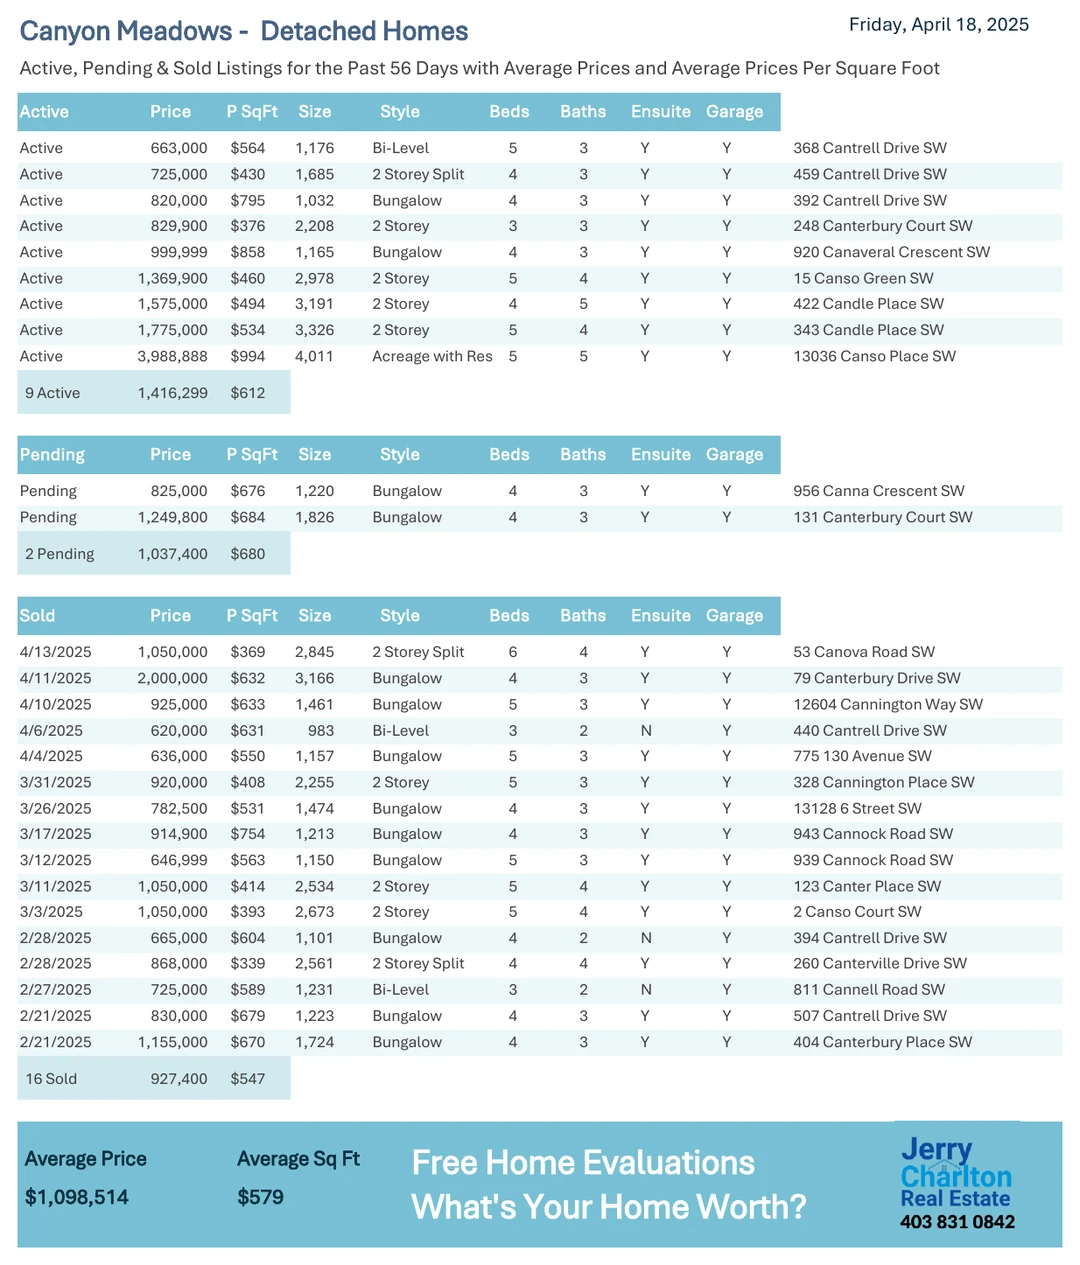 Canyon Meadows - Detached Homes
Friday, April 18, 2025
Active, Pending & Sold Listings for the Past 56 Days with Average Prices and Average Prices Per Square Foot
Active Price P SqFt Size Style Beds Baths Ensuite Garage
Active 663,000 $564 1,176 Bi-Level 5 3 Y Y 368 Cantrell Drive SW
Active 725,000 $430 1,685 2 Storey Split 4 3 Y Y 459 Cantrell Drive SW
Active 820,000 $795 1,032 Bungalow 4 3 Y Y 392 Cantrell Drive SW
Active 829,900 $376 2,208 2 Storey 3 3 Y Y 248 Canterbury Court SW
Active 999,999 $858 1,165 Bungalow 4 3 Y Y 920 Canaveral Crescent SW
Active 1,369,900 $460 2,978 2 Storey 5 4 Y Y 15 Canso Green SW
Active 1,575,000 $494 3,191 2 Storey 4 5 Y Y 422 Candle Place SW
Active 1,775,000 $534 3,326 2 Storey 5 4 Y Y 343 Candle Place SW
Active 3,988,888 $994 4,011 Acreage with Res 5 5 Y Y 13036 Canso Place SW
9 Active 1,416,299 $612
Pending Price P SqFt Size Style Beds Baths Ensuite Garage
Pending 825,000 $676 1,220 Bungalow 4 3 Y Y 956 Canna Crescent SW
Pending 1,249,800 $684 1,826 Bungalow 4 3 Y Y 131 Canterbury Court SW
2 Pending 1,037,400 $680
Sold Price P SqFt Size Style Beds Baths Ensuite Garage
4/13/2025 1,050,000 $369 2,845 2 Storey Split 6 4 Y Y 53 Canova Road SW
4/11/2025 2,000,000 $632 3,166 Bungalow 4 3 Y Y 79 Canterbury Drive SW
4/10/2025 925,000 $633 1,461 Bungalow 5 3 Y Y 12604 Cannington Way SW
4/6/2025 620,000 $631 983 Bi-Level 3 2 N Y 440 Cantrell Drive SW
4/4/2025 636,000 $550 1,157 Bungalow 5 3 Y Y 775 130 Avenue SW
3/31/2025 920,000 $408 2,255 2 Storey 5 3 Y Y 328 Cannington Place SW
3/26/2025 782,500 $531 1,474 Bungalow 4 3 Y Y 13128 6 Street SW
3/17/2025 914,900 $754 1,213 Bungalow 4 3 Y Y 943 Cannock Road SW
3/12/2025 646,999 $563 1,150 Bungalow 5 3 Y Y 939 Cannock Road SW
3/11/2025 1,050,000 $414 2,534 2 Storey 5 4 Y Y 123 Canter Place SW
3/3/2025 1,050,000 $393 2,673 2 Storey 5 4 Y Y 2 Canso Court SW
2/28/2025 665,000 $604 1,101 Bungalow 4 2 N Y 394 Cantrell Drive SW
2/28/2025 868,000 $339 2,561 2 Storey Split 4 4 Y Y 260 Canterville Drive SW
2/27/2025 725,000 $589 1,231 Bi-Level 3 2 N Y 811 Cannell Road SW
2/21/2025 830,000 $679 1,223 Bungalow 4 3 Y Y 507 Cantrell Drive SW
2/21/2025 1,155,000 $670 1,724 Bungalow 4 3 Y Y 404 Canterbury Place SW
16 Sold 927,400 $547
Average Price Average Sq Ft
$1,098,514 $579
Free Home Evaluations
What's Your Home Worth?
Jerry
Charlton
Real Estate
403 831 0842